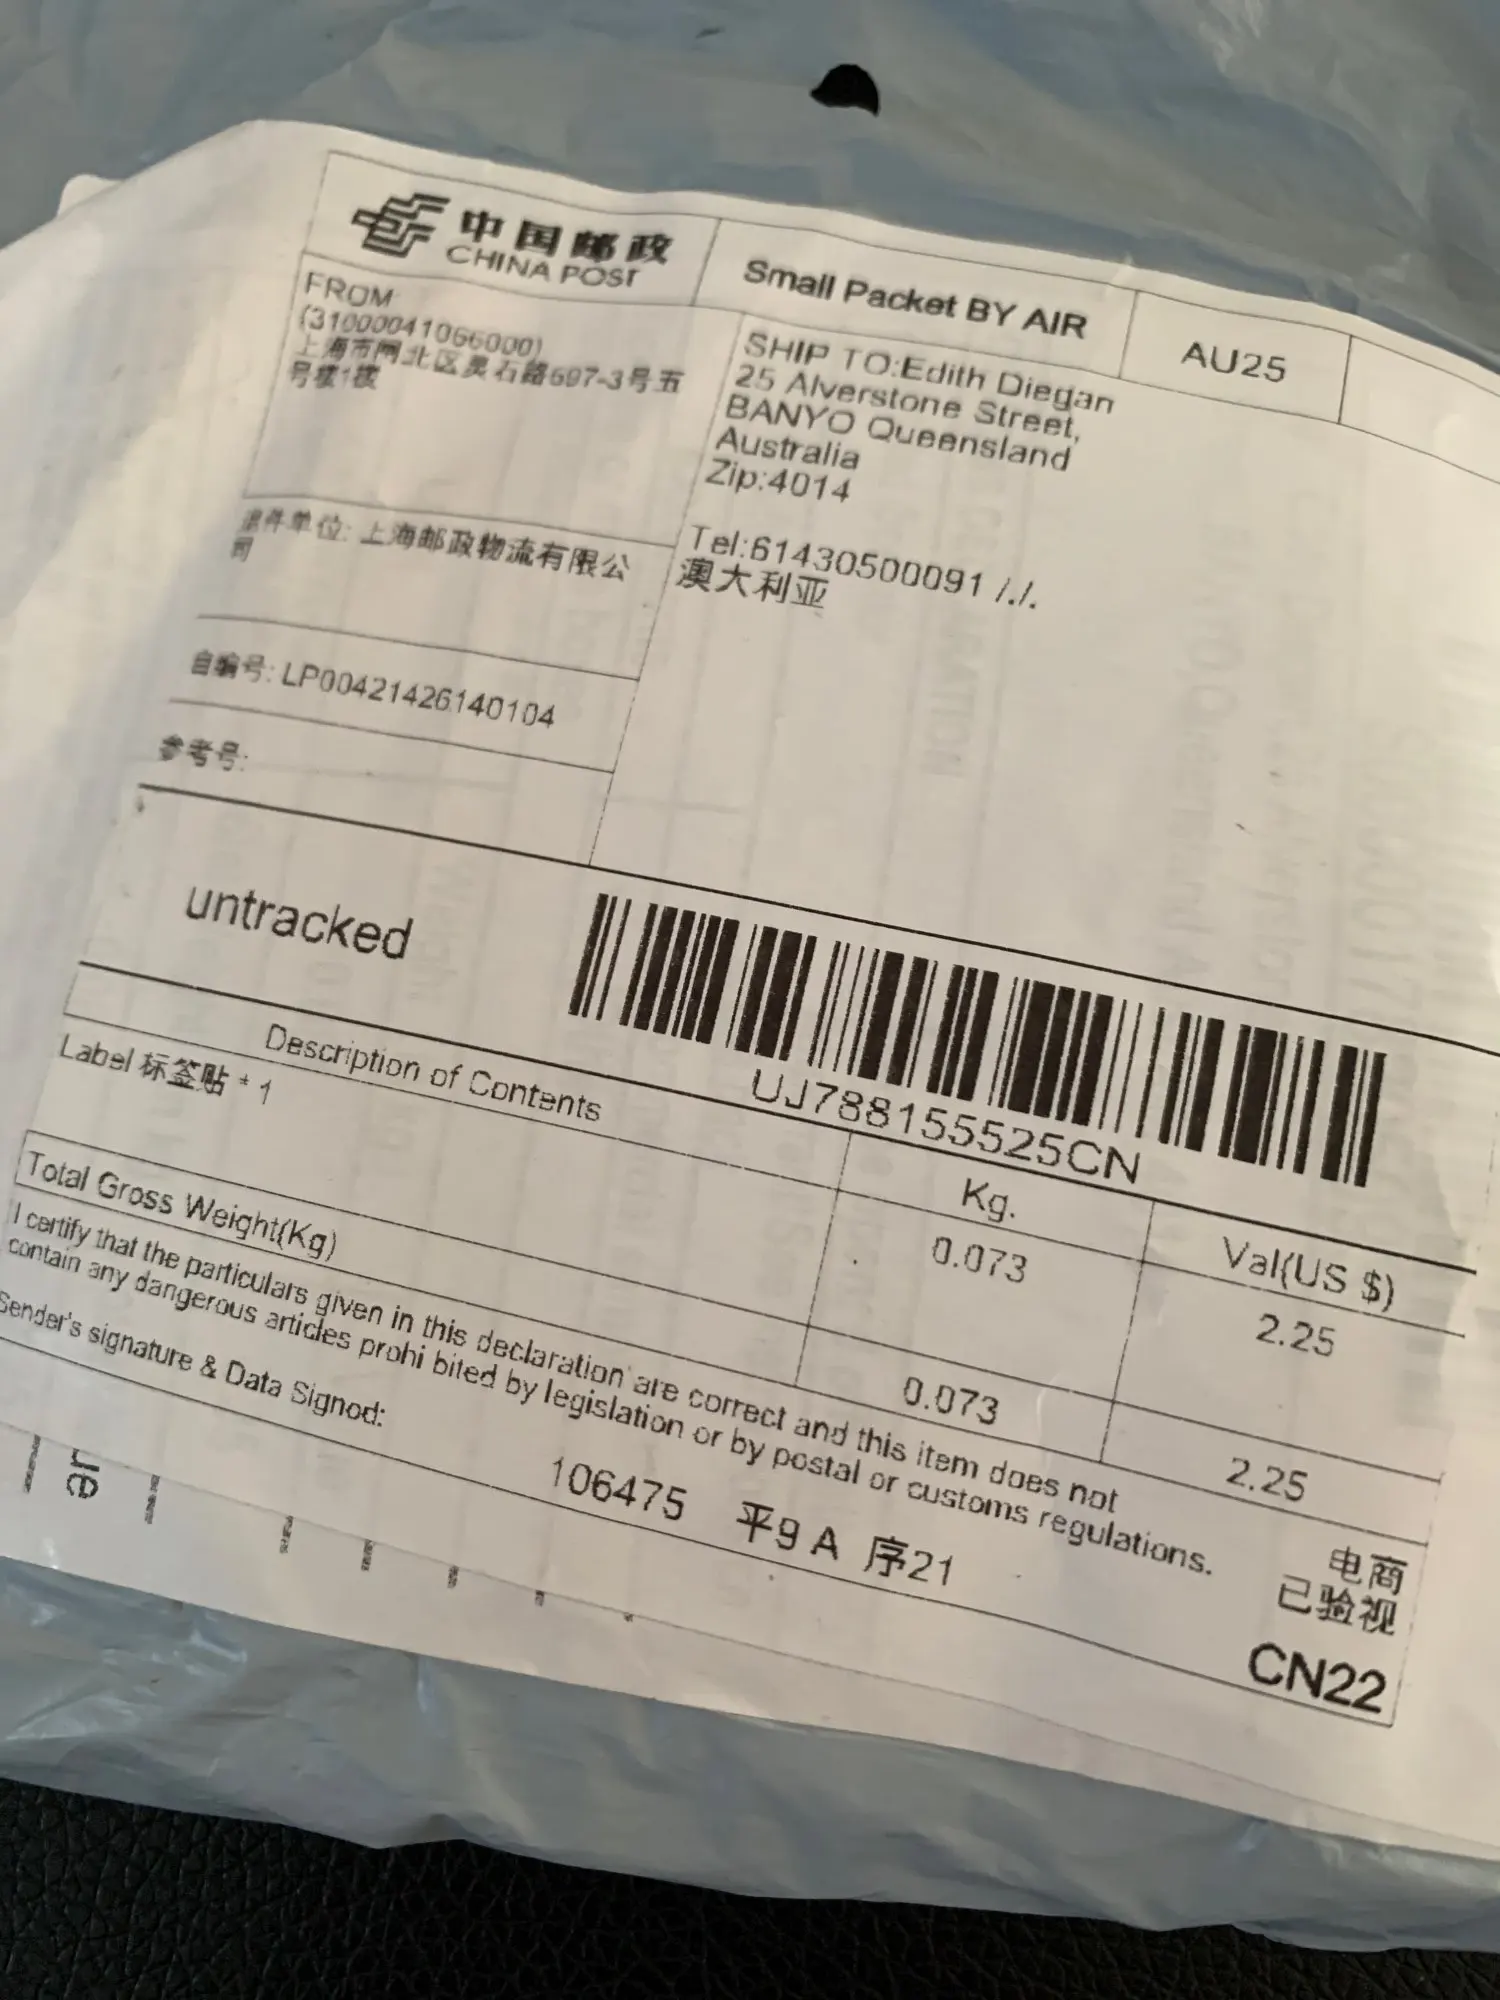 中国邮政
CHINA POST
Small Packet BY AIR
AU25
FROM:
(31000041066000)
上海市闸北区灵石路697-3号五
号楼1楼
SHIP TO:Edith Diegan
25 Alverstone Street,
BANYO Queensland
Australia
Zip:4014
Tel:61430500091 /./.
澳大利亚
单位: 上海邮政物流有限公
司
自编号: LP00421426140104
参考号:
untracked
UJ788155525CN
Description of Contents
Kg.
Val(US $)
Label 标签贴 * 1
0.073
2.25
Total Gross Weight(Kg)
0.073
2.25
I certify that the particulars given in this declaration are correct and this item does not
contain any dangerous articles prohi bited by legislation or by postal or customs regulations.
Sender's signature & Data Signod:
106475 平9 A 序21
电商
已验视
CN22